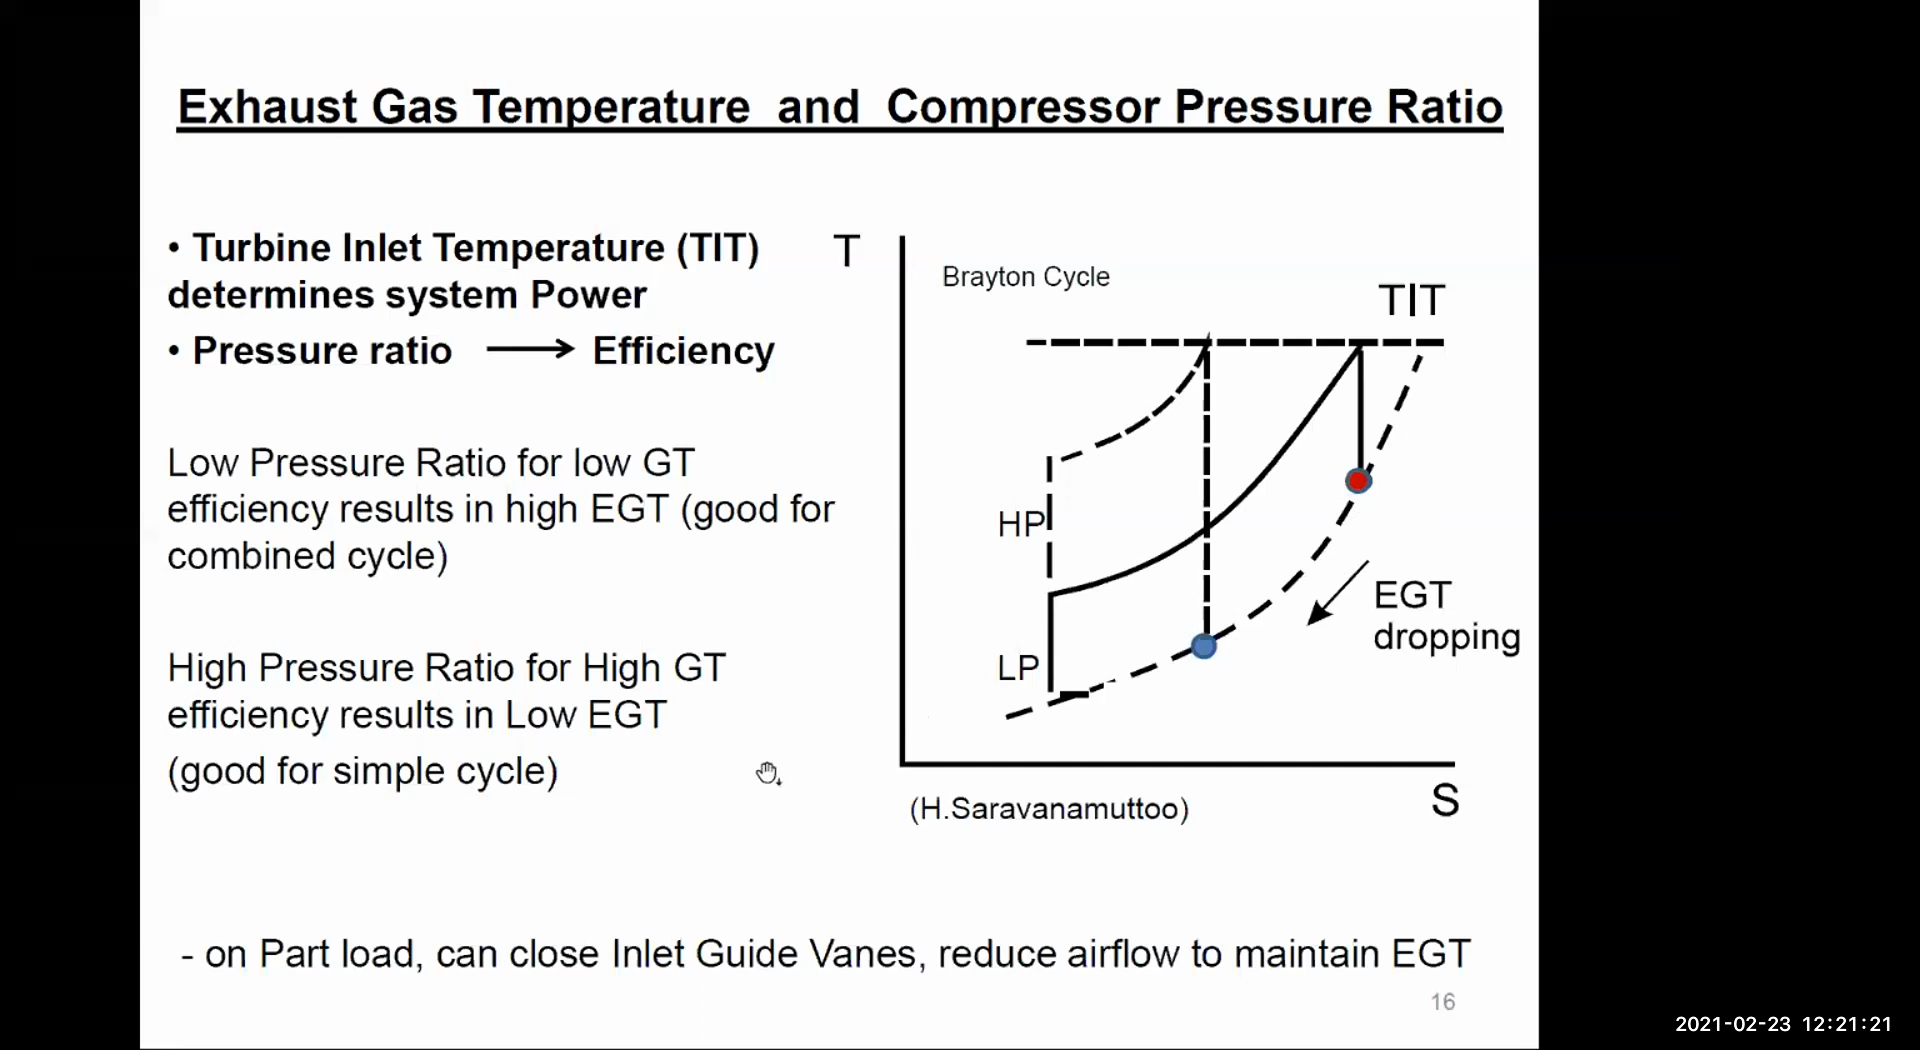 Exhaust Gas Temperature and Compressor Pressure Ratio
• Turbine Inlet Temperature (TIT)
determines system Power
• Pressure ratio → Efficiency
Low Pressure Ratio for low GT
efficiency results in high EGT (good for
combined cycle)
High Pressure Ratio for High GT
efficiency results in Low EGT
(good for simple cycle)
T
Brayton Cycle
TIT
HP
LP
EGT
dropping
S
(H.Saravanamuttoo)
- on Part load, can close Inlet Guide Vanes, reduce airflow to maintain EGT
16
2021-02-23 12:21:21